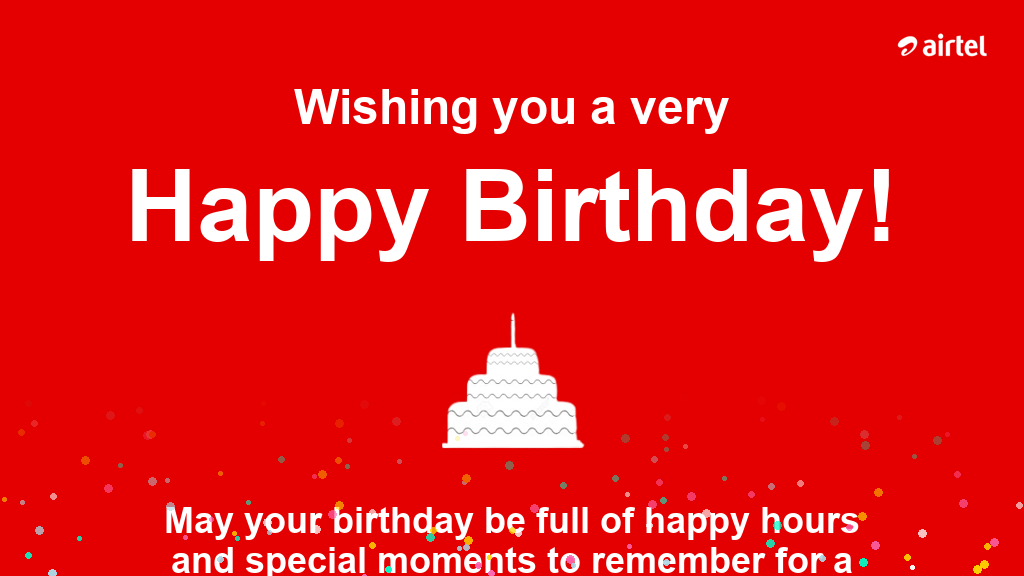 airtel
Wishing you a very
Happy Birthday!
May your birthday be full of happy hours
and special moments to remember for a